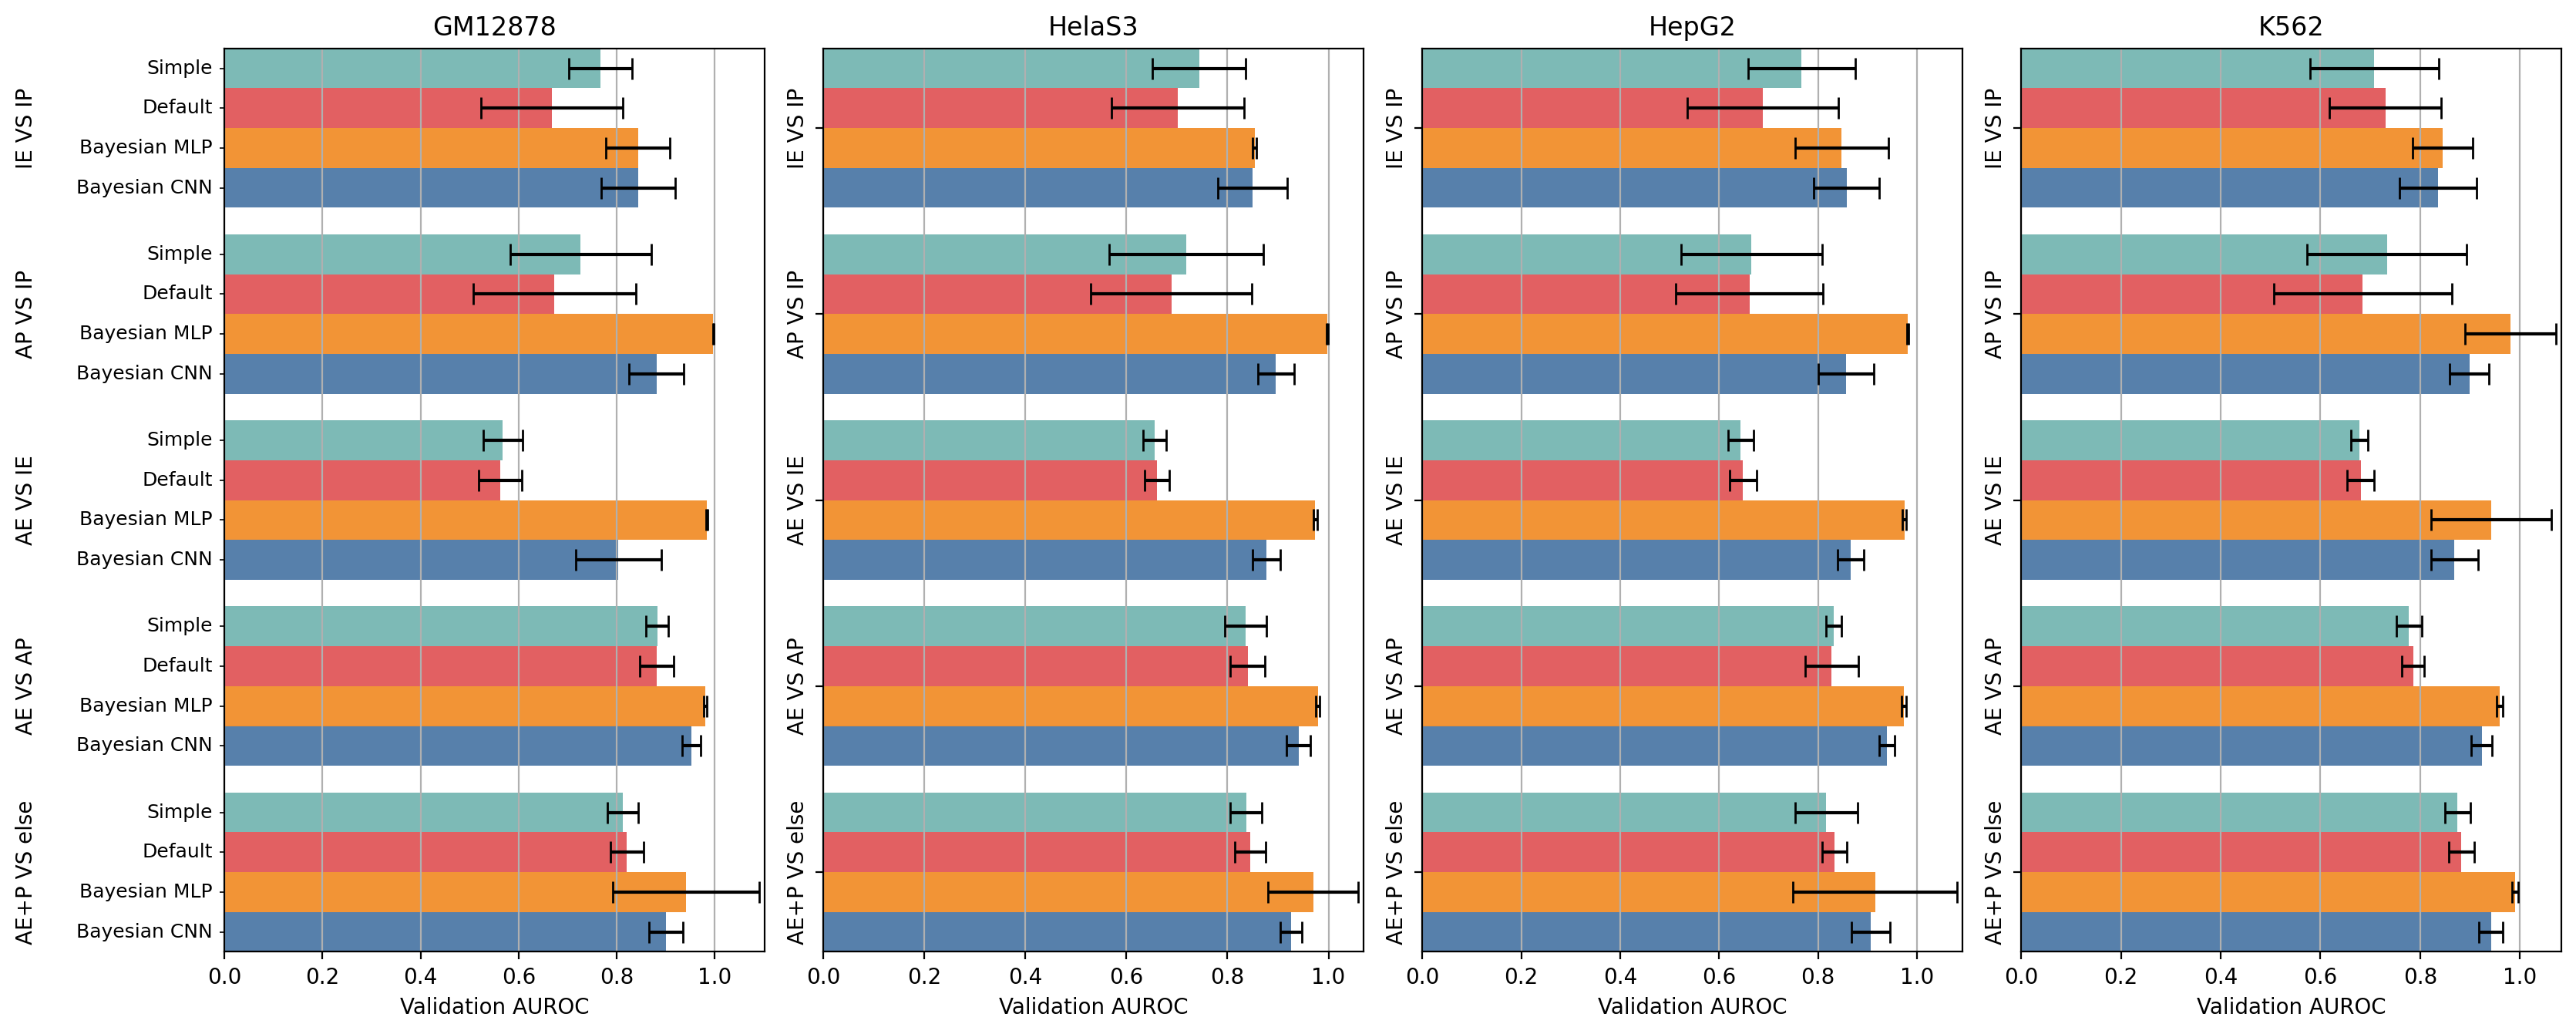 GM12878
HelaS3
HepG2
K562
IE VS IP
Simple
Default
Bayesian MLP
Bayesian CNN
AP VS IP
Simple
Default
Bayesian MLP
Bayesian CNN
AE VS IE
Simple
Default
Bayesian MLP
Bayesian CNN
AE VS AP
Simple
Default
Bayesian MLP
Bayesian CNN
AE+P VS else
Simple
Default
Bayesian MLP
Bayesian CNN
0.0 0.2 0.4 0.6 0.8 1.0
Validation AUROC
IE VS IP
AP VS IP
AE VS IE
AE VS AP
AE+P VS else
0.0 0.2 0.4 0.6 0.8 1.0
Validation AUROC
IE VS IP
AP VS IP
AE VS IE
AE VS AP
AE+P VS else
0.0 0.2 0.4 0.6 0.8 1.0
Validation AUROC
IE VS IP
AP VS IP
AE VS IE
AE VS AP
AE+P VS else
0.0 0.2 0.4 0.6 0.8 1.0
Validation AUROC